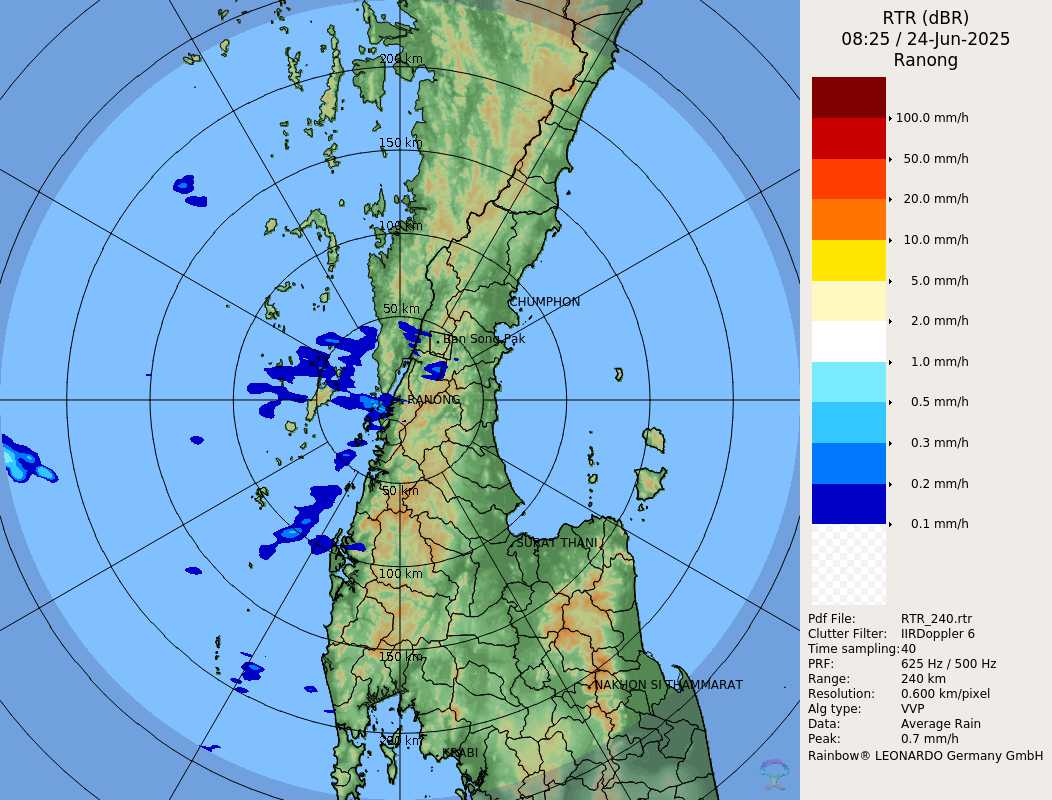 RTR (dBR)
08:25 / 24-Jun-2025
Ranong
100.0 mm/h
50.0 mm/h
20.0 mm/h
10.0 mm/h
5.0 mm/h
2.0 mm/h
1.0 mm/h
0.5 mm/h
0.3 mm/h
0.2 mm/h
0.1 mm/h
200 km
150 km
100 km
50 km
CHUMPHON
Ban Song Pak
RANONG
50 km
SURAT THANI
100 km
150 km
NAKHON SI THAMMARAT
200 km
KRABI
Pdf File: RTR_240.rtr
Clutter Filter: IIRDoppler 6
Time sampling:40
PRF: 625 Hz / 500 Hz
Range: 240 km
Resolution: 0.600 km/pixel
Alg type: VVP
Data: Average Rain
Peak: 0.7 mm/h
Rainbow® LEONARDO Germany GmbH